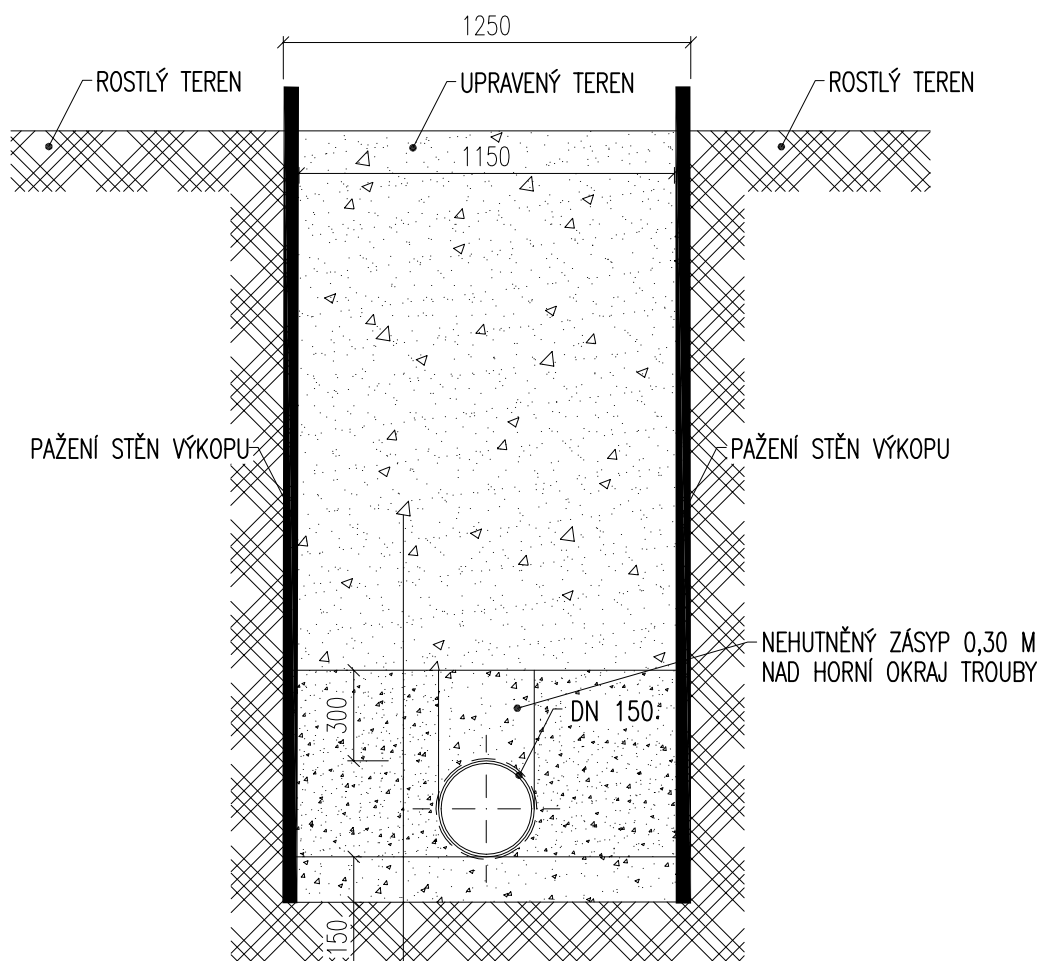 1250
ROSTLÝ TEREN
UPRAVENÝ TEREN
ROSTLÝ TEREN
1150
PAŽENÍ STĚN VÝKOPU
PAŽENÍ STĚN VÝKOPU
NEHUTNĚNÝ ZÁSYP 0,30 M
NAD HORNÍ OKRAJ TROUBY
300
DN 150
150